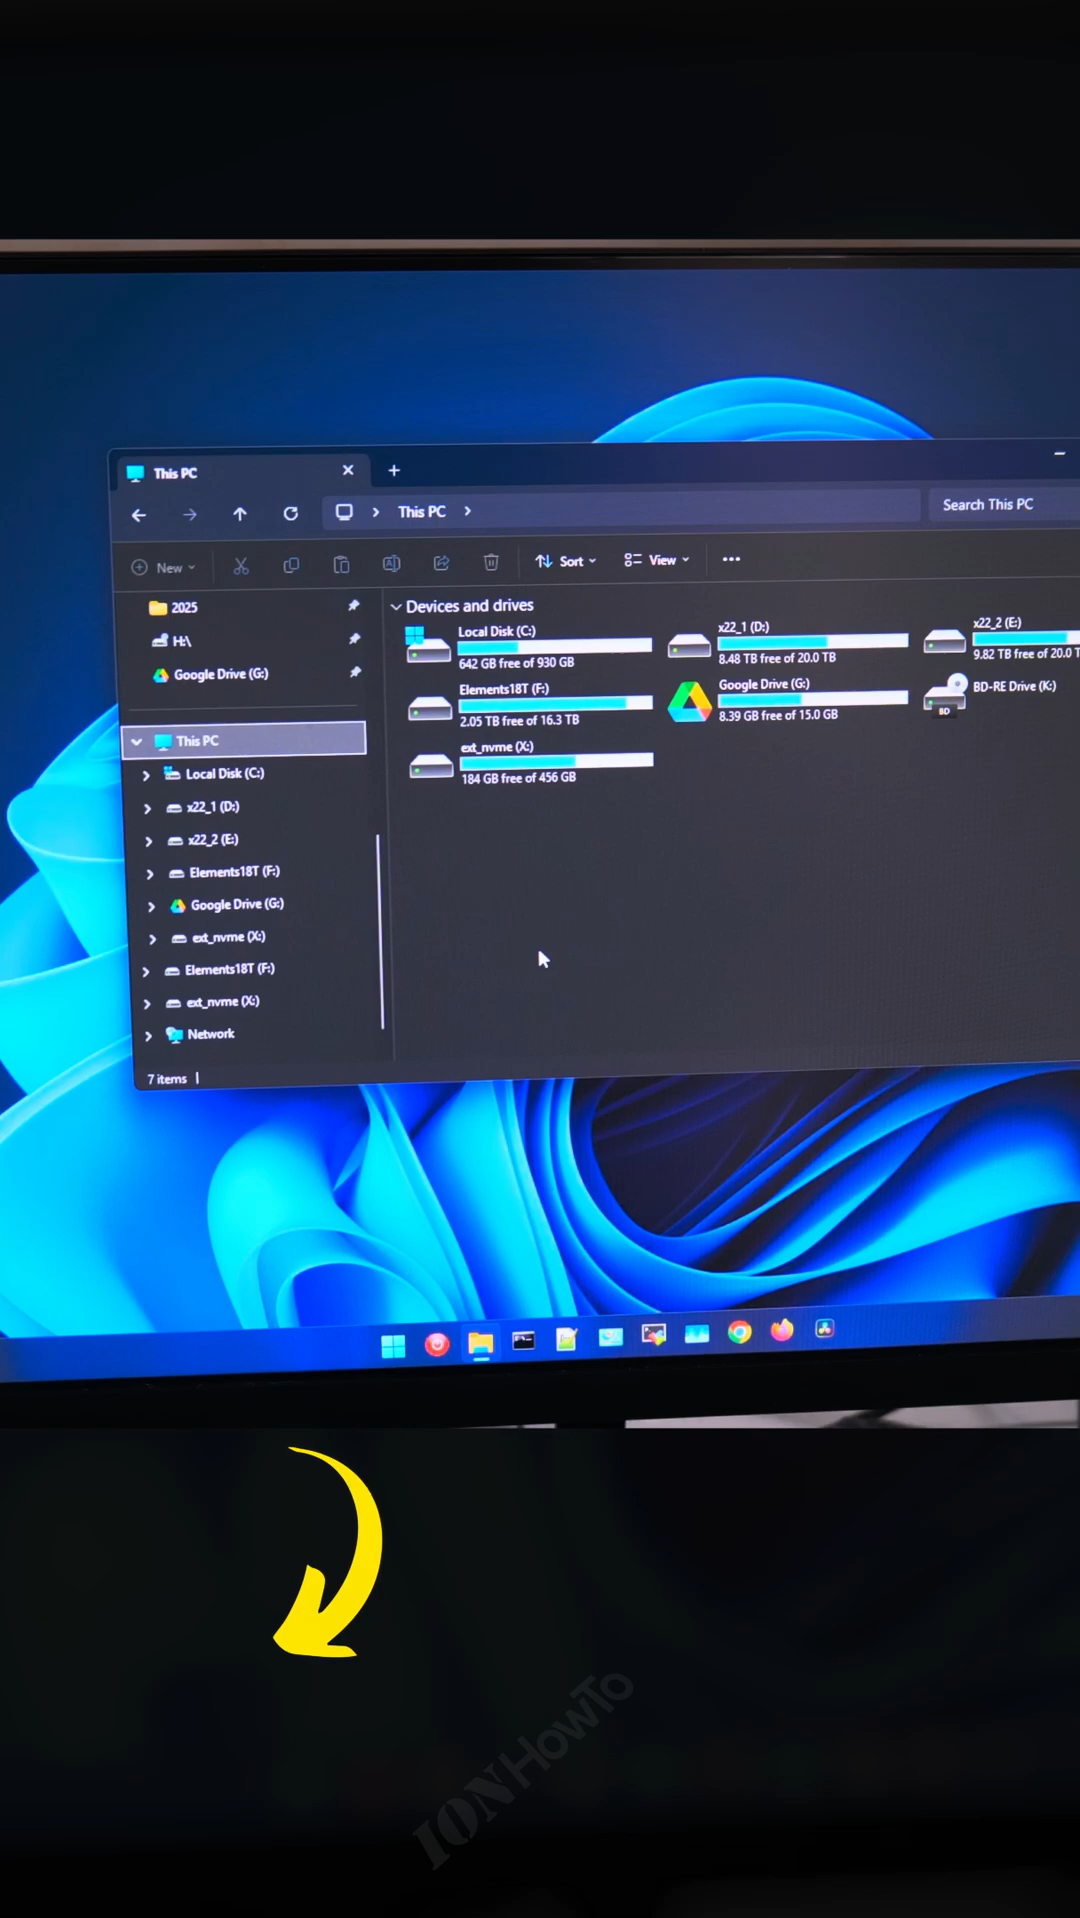 This PC
This PC
Search This PC
New
Sort
View
2025
H:\
Google Drive (G:)
This PC
Local Disk (C:)
x22_1 (D:)
x22_2 (E:)
Elements18T (F:)
Google Drive (G:)
ext_nvme (X:)
Elements18T (F:)
ext_nvme (X:)
Network
7 items
Devices and drives
Local Disk (C:)
642 GB free of 930 GB
x22_1 (D:)
8.48 TB free of 20.0 TB
x22_2 (E:)
9.82 TB free of 20.0 T
Elements18T (F:)
2.05 TB free of 16.3 TB
Google Drive (G:)
8.39 GB free of 15.0 GB
BD-RE Drive (K:)
BD
ext_nvme (X:)
184 GB free of 456 GB
IONHowTo